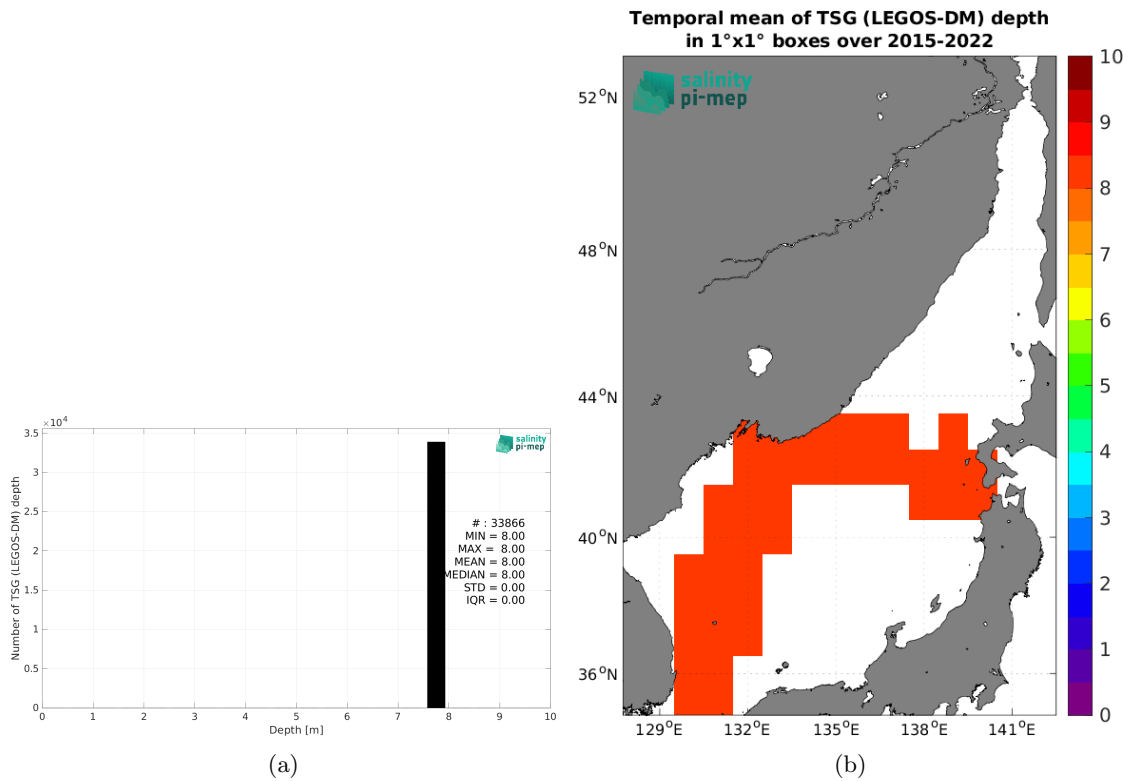 ×10⁴
3.5
3
2.5
2
1.5
1
0.5
0
Number of TSG (LEGOS-DM) depth
salinity
pi-mep
# : 33866
MIN = 8.00
MAX = 8.00
MEAN = 8.00
MEDIAN = 8.00
STD = 0.00
IQR = 0.00
0 1 2 3 4 5 6 7 8 9 10
Depth [m]
(a)
Temporal mean of TSG (LEGOS-DM) depth
in 1°x1° boxes over 2015-2022
salinity
pi-mep
52°N
48°N
44°N
40°N
36°N
129°E 132°E 135°E 138°E 141°E
10
9
8
7
6
5
4
3
2
1
0
(b)